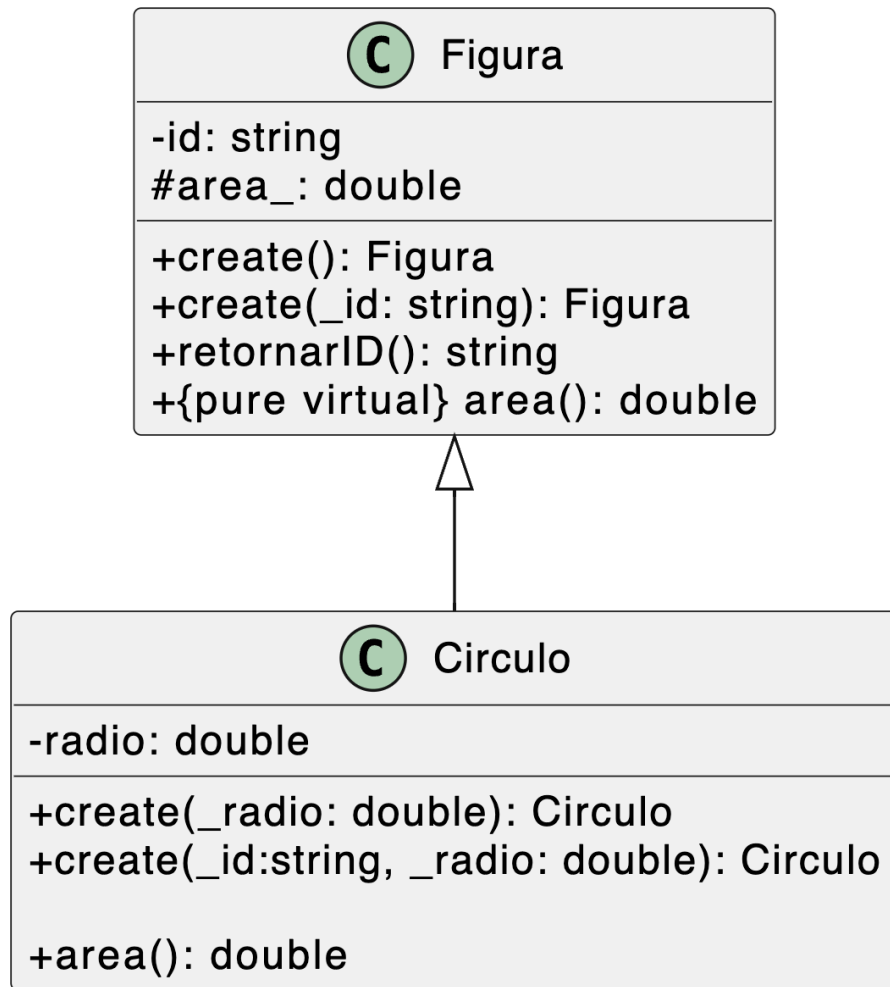 C Figura
-id: string
#area_: double
+create(): Figura
+create(_id: string): Figura
+retornarID(): string
+{pure virtual} area(): double
C Circulo
-radio: double
+create(_radio: double): Circulo
+create(_id:string, _radio: double): Circulo
+area(): double